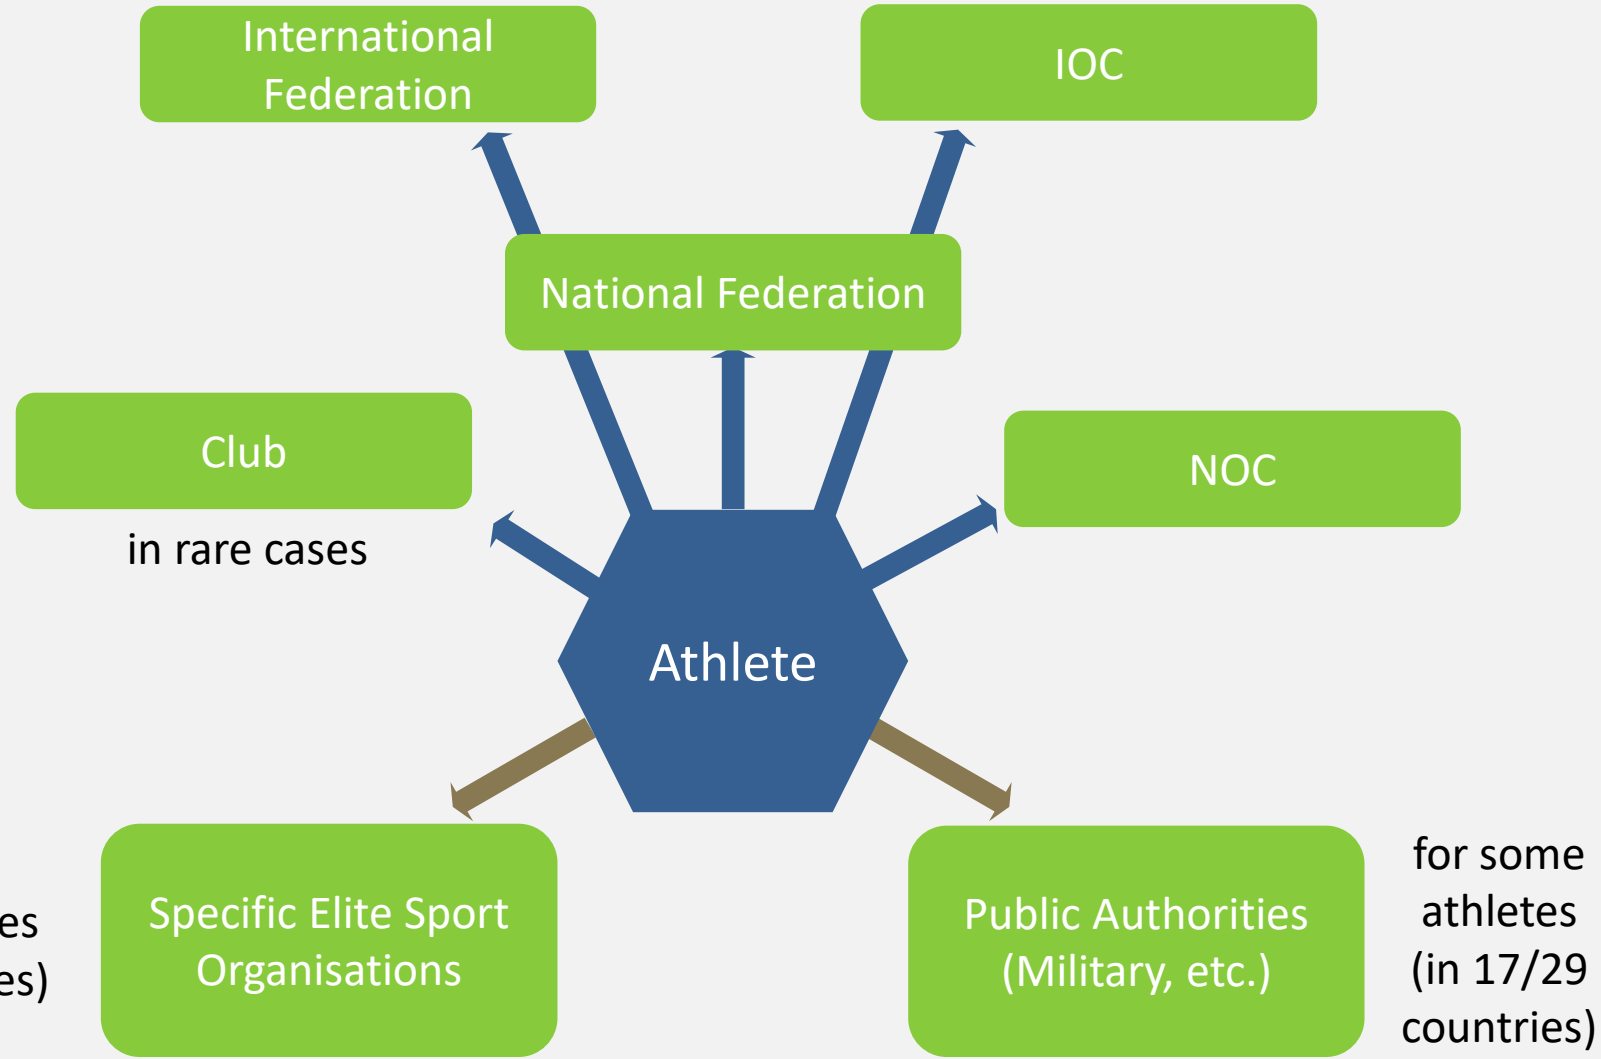 International
Federation
IOC
National Federation
Club
NOC
in rare cases
Athlete
Specific Elite Sport
Organisations
Public Authorities
(Military, etc.)
for some
athletes
(in 17/29
countries)